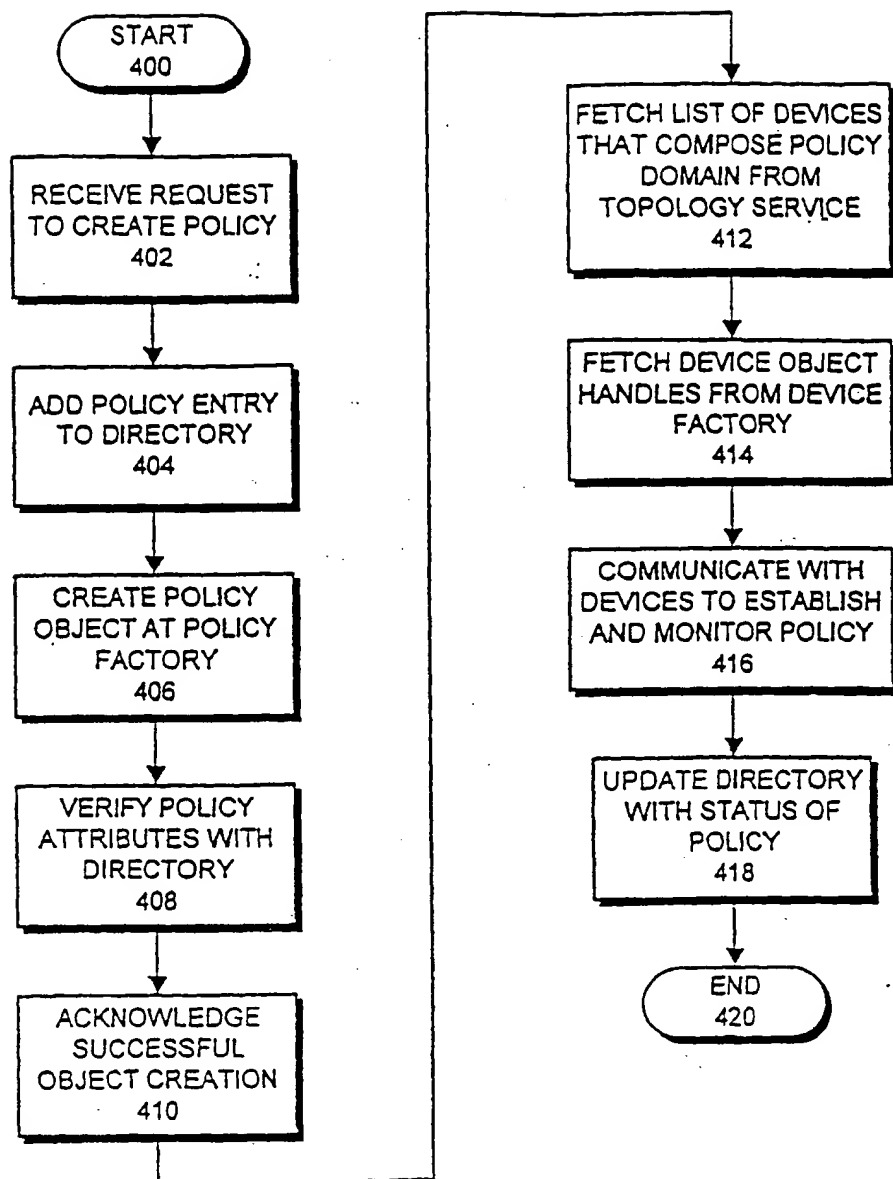 START
400
RECEIVE REQUEST
TO CREATE POLICY
402
ADD POLICY ENTRY
TO DIRECTORY
404
CREATE POLICY
OBJECT AT POLICY
FACTORY
406
VERIFY POLICY
ATTRIBUTES WITH
DIRECTORY
408
ACKNOWLEDGE
SUCCESSFUL
OBJECT CREATION
410
FETCH LIST OF DEVICES
THAT COMPOSE POLICY
DOMAIN FROM
TOPOLOGY SERVICE
412
FETCH DEVICE OBJECT
HANDLES FROM DEVICE
FACTORY
414
COMMUNICATE WITH
DEVICES TO ESTABLISH
AND MONITOR POLICY
416
UPDATE DIRECTORY
WITH STATUS OF
POLICY
418
END
420